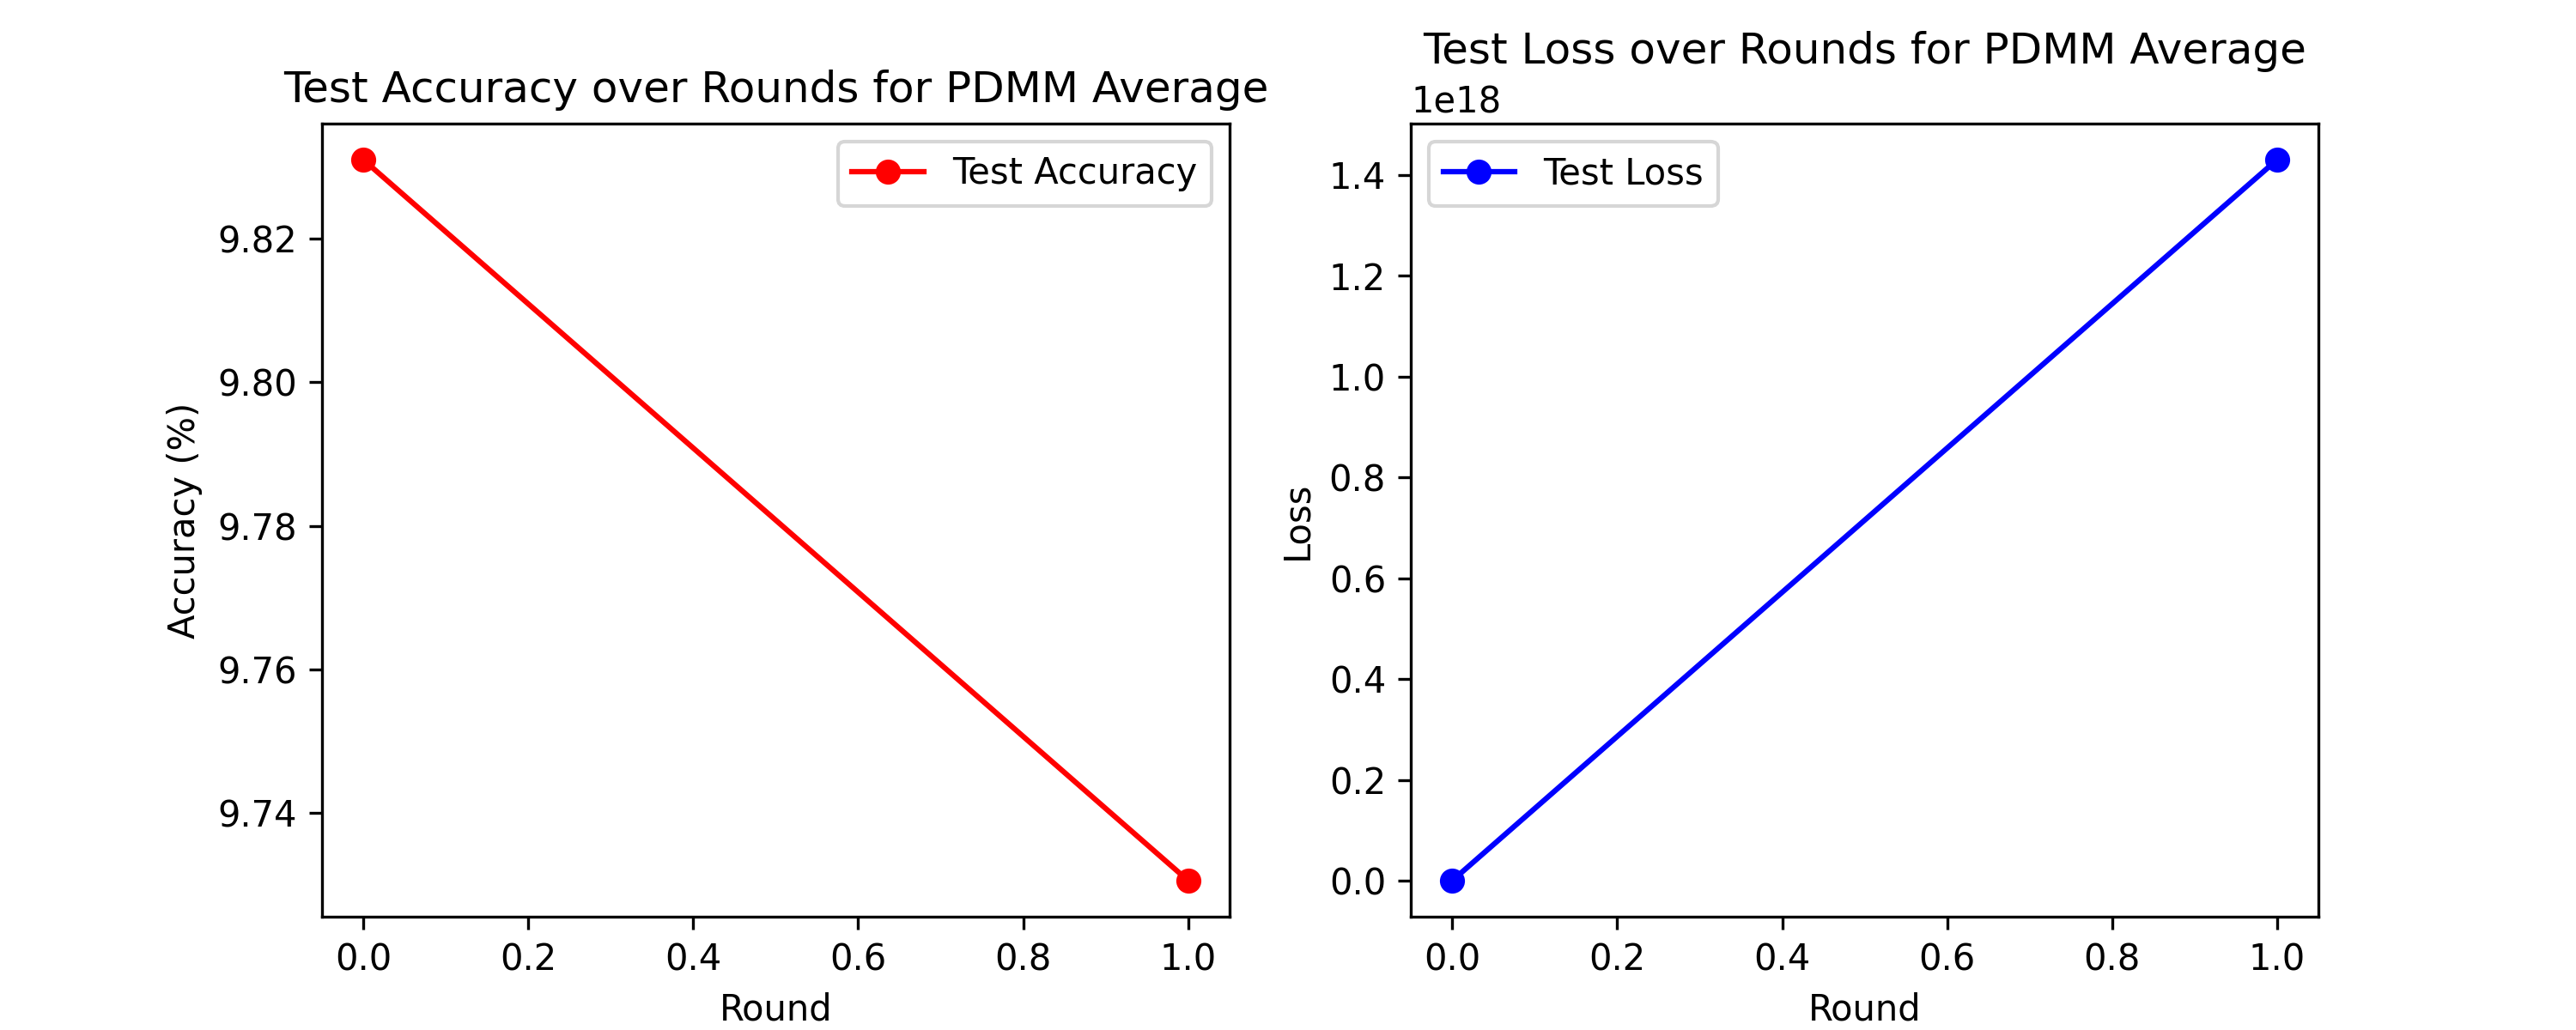 Test Accuracy over Rounds for PDMM Average
Test Accuracy
9.82
9.80
9.78
9.76
9.74
Accuracy (%)
0.0 0.2 0.4 0.6 0.8 1.0
Round
Test Loss over Rounds for PDMM Average
1e18
Test Loss
1.4
1.2
1.0
0.8
0.6
0.4
0.2
0.0
Loss
0.0 0.2 0.4 0.6 0.8 1.0
Round